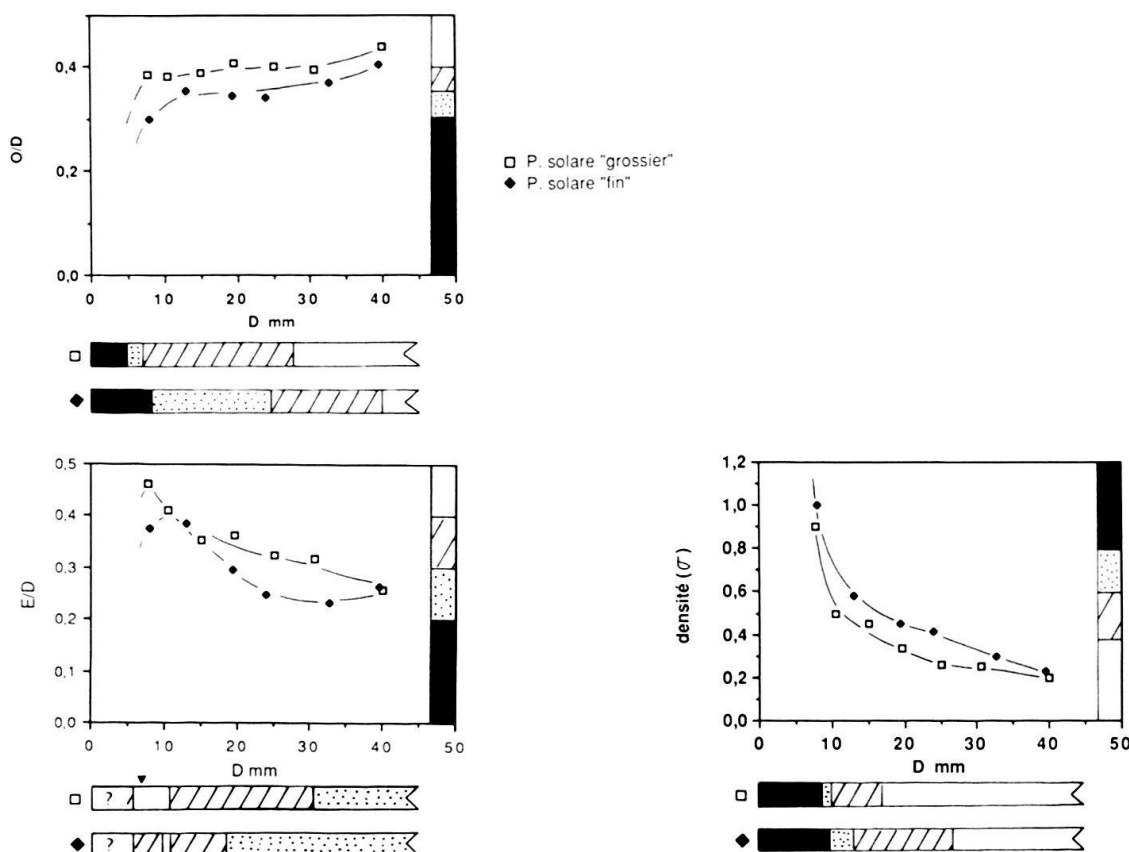 0,4
0,2
0,0
O/D
0 10 20 30 40 50
D mm
P. solare "grossier"
P. solare "fin"
0,5
0,4
0,3
0,2
0,1
0,0
E/D
0 10 20 30 40 50
D mm
?
?
1,2
1,0
0,8
0,6
0,4
0,2
0,0
densité (σ)
0 10 20 30 40 50
D mm